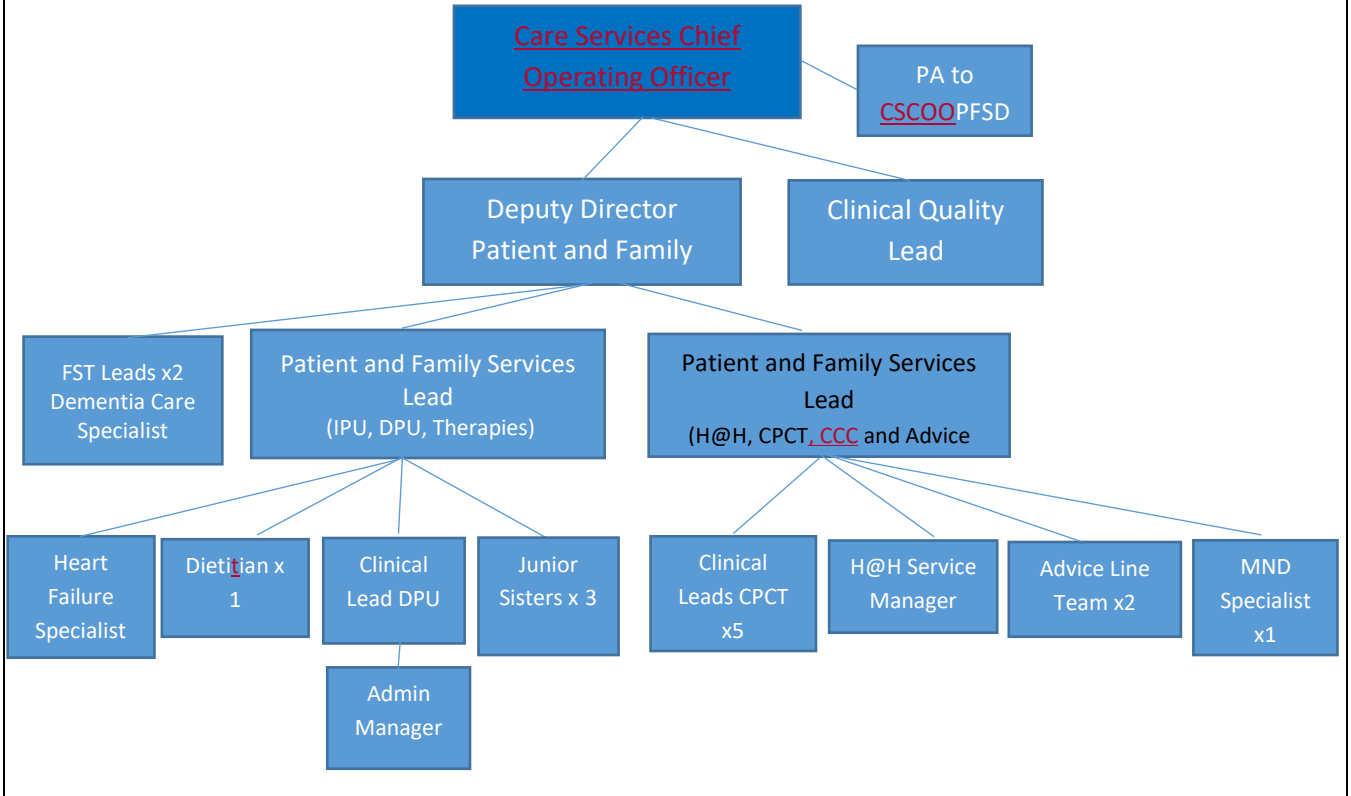 Care Services Chief
Operating Officer
PA to
CSCOOPFSD
Deputy Director
Patient and Family
Clinical Quality
Lead
FST Leads x2
Dementia Care
Specialist
Patient and Family Services
Lead
(IPU, DPU, Therapies)
Patient and Family Services
Lead
(H@H, CPCT, CCC and Advice
Heart
Failure
Specialist
Dietitian x
1
Clinical
Lead DPU
Junior
Sisters x 3
Clinical
Leads CPCT
x5
H@H Service
Manager
Advice Line
Team x2
MND
Specialist
x1
Admin
Manager